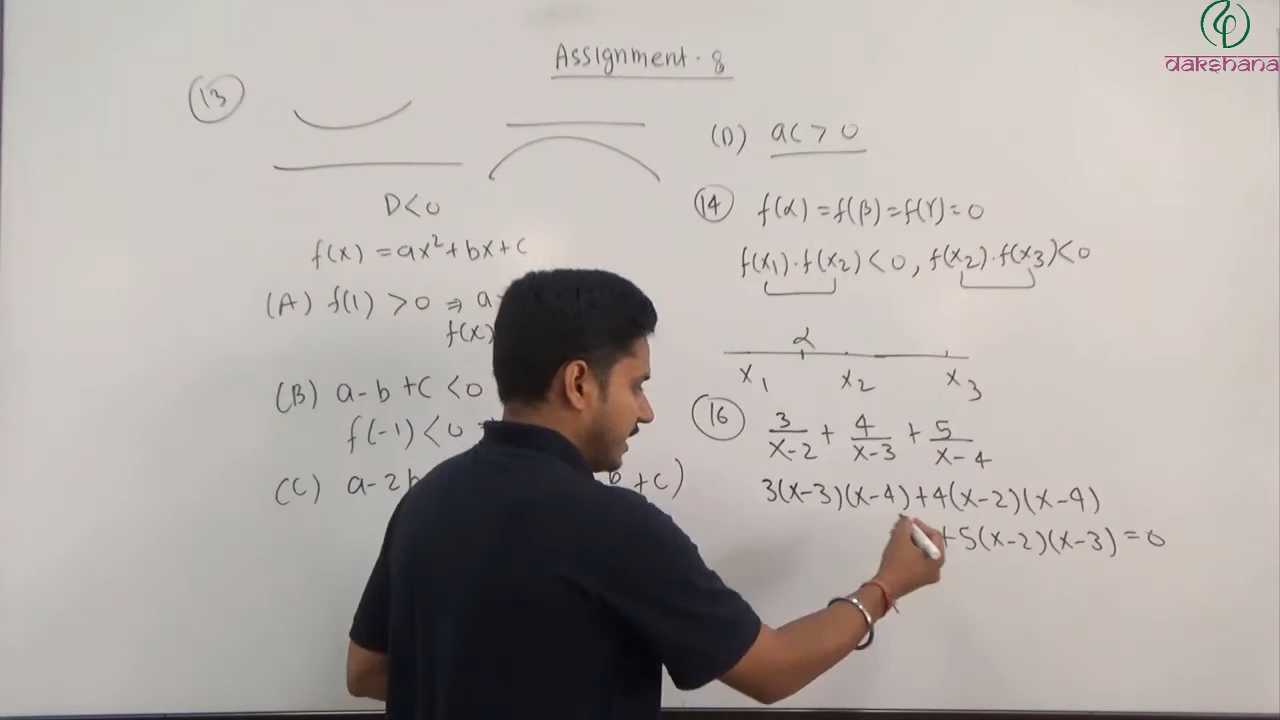 dakshana
Assignment - 8
(13)
D<0
f(x) = ax²+bx+c
(A) f(1) >0 ⇒ a
f(x)
(B) a-b+c <0
f(-1) <0
(C) a-2b +c)
(D) ac > 0
(14) f(α) = f(β) = f(γ) = 0
f(x₁)·f(x₂) < 0, f(x₂)·f(x₃) < 0
α
x₁ x₂ x₃
(16) 3/(x-2) + 4/(x-3) + 5/(x-4)
3(x-3)(x-4)+4(x-2)(x-4)
+5(x-2)(x-3) = 0